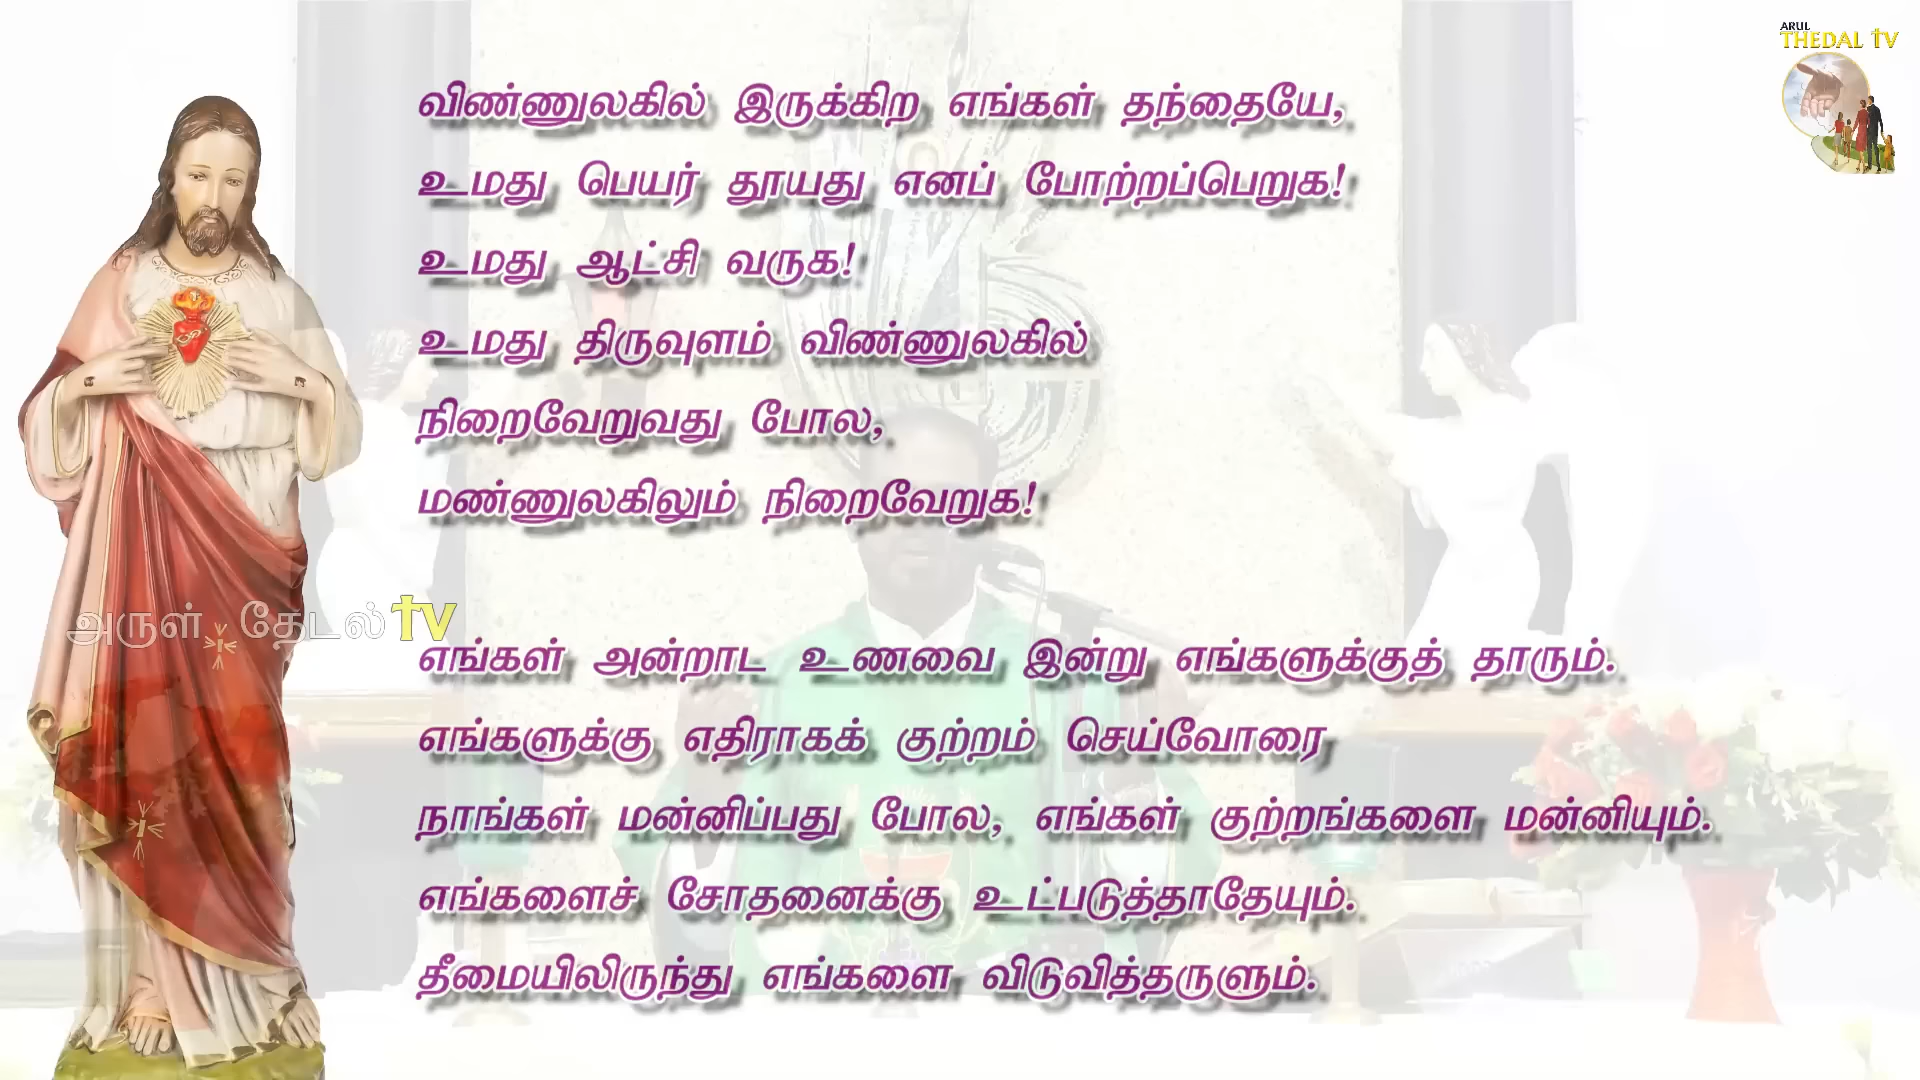 ARUL
THEDAL TV
விண்ணுலகில் இருக்கிற எங்கள் தந்தையே,
உமது பெயர் தூயது எனப் போற்றப்பெறுக!
உமது ஆட்சி வருக!
உமது திருவுளம் விண்ணுலகில்
நிறைவேறுவது போல,
மண்ணுலகிலும் நிறைவேறுக!
அருள் தேடல் TV
எங்கள் அன்றாட உணவை இன்று எங்களுக்குத் தாரும்.
எங்களுக்கு எதிராகக் குற்றம் செய்வோரை
நாங்கள் மன்னிப்பது போல, எங்கள் குற்றங்களை மன்னியும்.
எங்களைச் சோதனைக்கு உட்படுத்தாதேயும்.
தீமையிலிருந்து எங்களை விடுவித்தருளும்.